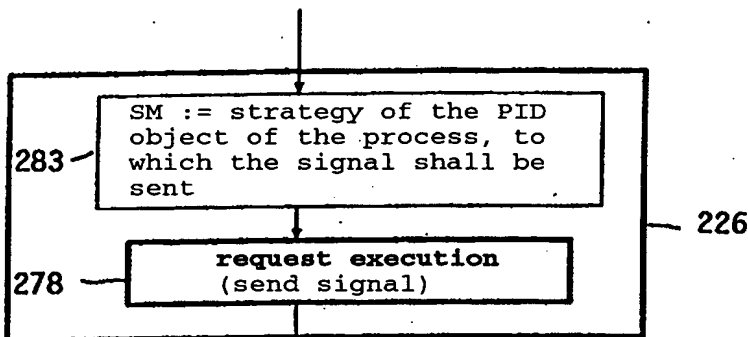 SM := strategy of the PID
object of the process, to
which the signal shall be
sent
283
226
request execution
(send signal)
278